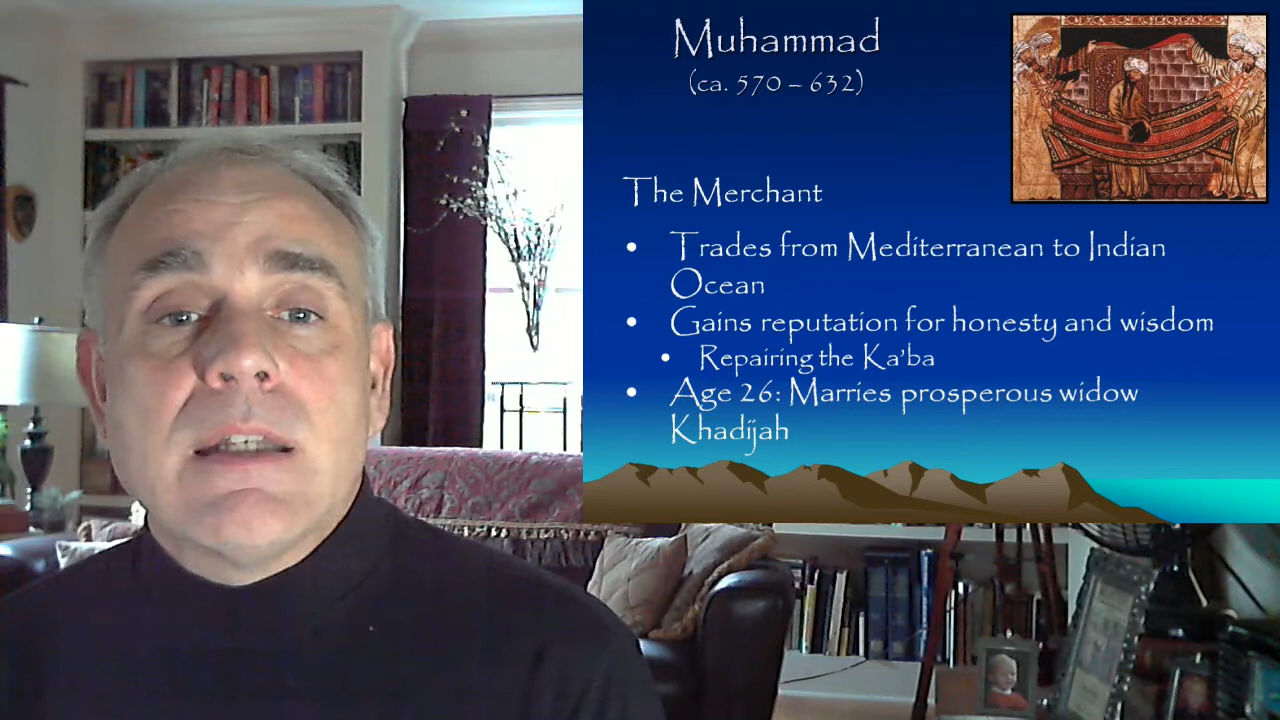 Muhammad
(ca. 570 – 632)
The Merchant
• Trades from Mediterranean to Indian
Ocean
• Gains reputation for honesty and wisdom
• Repairing the Ka'ba
• Age 26: Marries prosperous widow
Khadijah